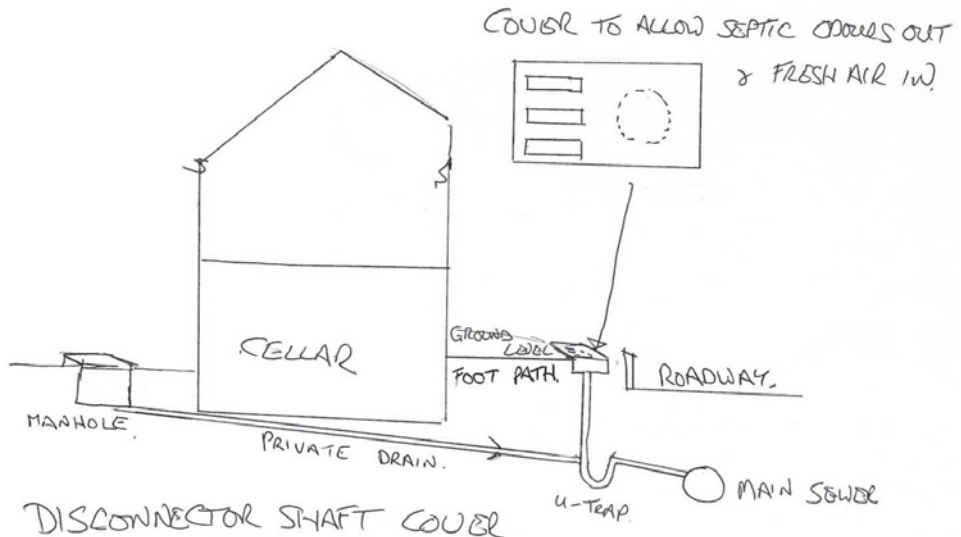 COVER TO ALLOW SEPTIC ODOURS OUT
& FRESH AIR IN.
CELLAR
GROUND
LEVEL
FOOT PATH.
ROADWAY.
MANHOLE.
PRIVATE DRAIN.
U-TRAP.
MAIN SEWER
DISCONNECTOR SHAFT COVER